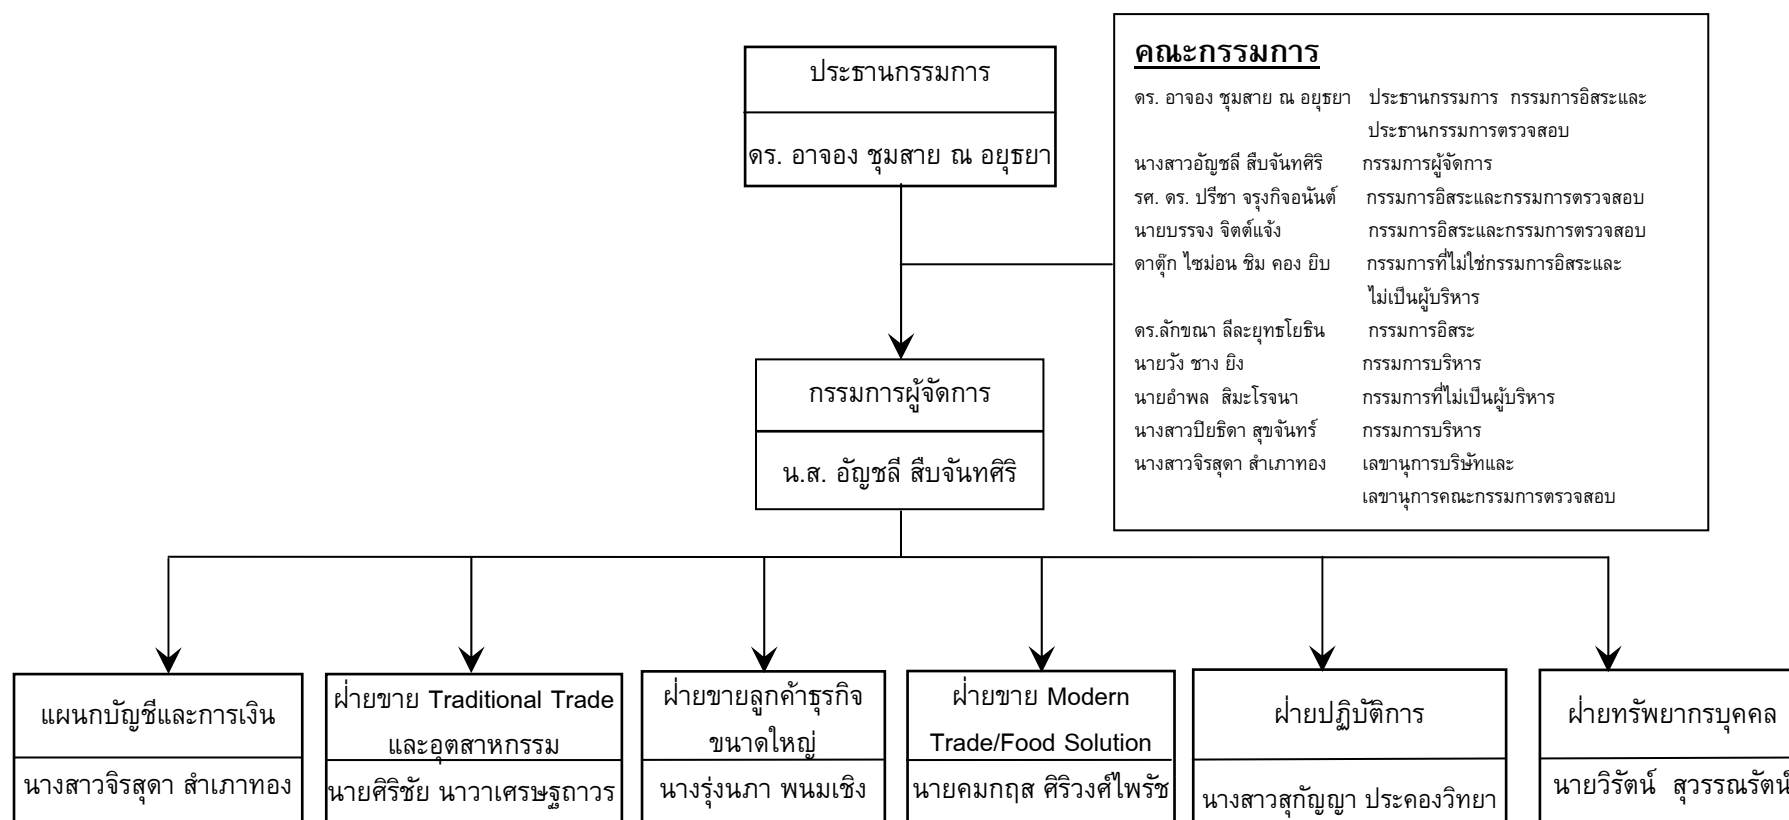 ประธานกรรมการ
ดร. อาจอง ชุมสาย ณ อยุธยา
คณะกรรมการ
ดร. อาจอง ชุมสาย ณ อยุธยา ประธานกรรมการ กรรมการอิสระและ
ประธานกรรมการตรวจสอบ
นางสาวอัญชลี สืบจันทศิริ กรรมการผู้จัดการ
รศ. ดร. ปรีชา จรุงกิจอนันต์ กรรมการอิสระและกรรมการตรวจสอบ
นายบรรจง จิตต์แจ้ง กรรมการอิสระและกรรมการตรวจสอบ
ดาตุ๊ก ไซม่อน ชิม คอง ยิบ กรรมการที่ไม่ใช่กรรมการอิสระและ
ไม่เป็นผู้บริหาร
ดร.ลักขณา ลีละยุทธโยธิน กรรมการอิสระ
นายวัง ชาง ยิง กรรมการบริหาร
นายอำพล สิมะโรจนา กรรมการที่ไม่เป็นผู้บริหาร
นางสาวปิยธิดา สุขจันทร์ กรรมการบริหาร
นางสาวจิรสุดา สำเภาทอง เลขานุการบริษัทและ
เลขานุการคณะกรรมการตรวจสอบ
กรรมการผู้จัดการ
น.ส. อัญชลี สืบจันทศิริ
แผนกบัญชีและการเงิน
นางสาวจิรสุดา สำเภาทอง
ฝ่ายขาย Traditional Trade
และอุตสาหกรรม
นายศิริชัย นาวาเศรษฐถาวร
ฝ่ายขายลูกค้าธุรกิจ
ขนาดใหญ่
นางรุ่งนภา พนมเชิง
ฝ่ายขาย Modern
Trade/Food Solution
นายคมกฤส ศิริวงศ์ไพรัช
ฝ่ายปฏิบัติการ
นางสาวสุกัญญา ประคองวิทยา
ฝ่ายทรัพยากรบุคคล
นายวิรัตน์ สุวรรณรัตน์